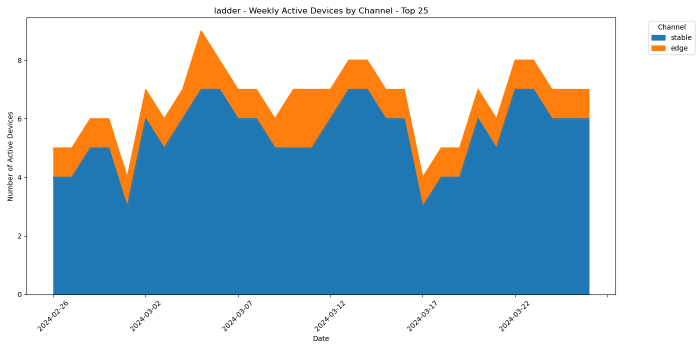 ladder - Weekly Active Devices by Channel - Top 25
Channel
stable
edge
Number of Active Devices
8
6
4
2
0
2024-02-26
2024-03-02
2024-03-07
2024-03-12
2024-03-17
2024-03-22
Date